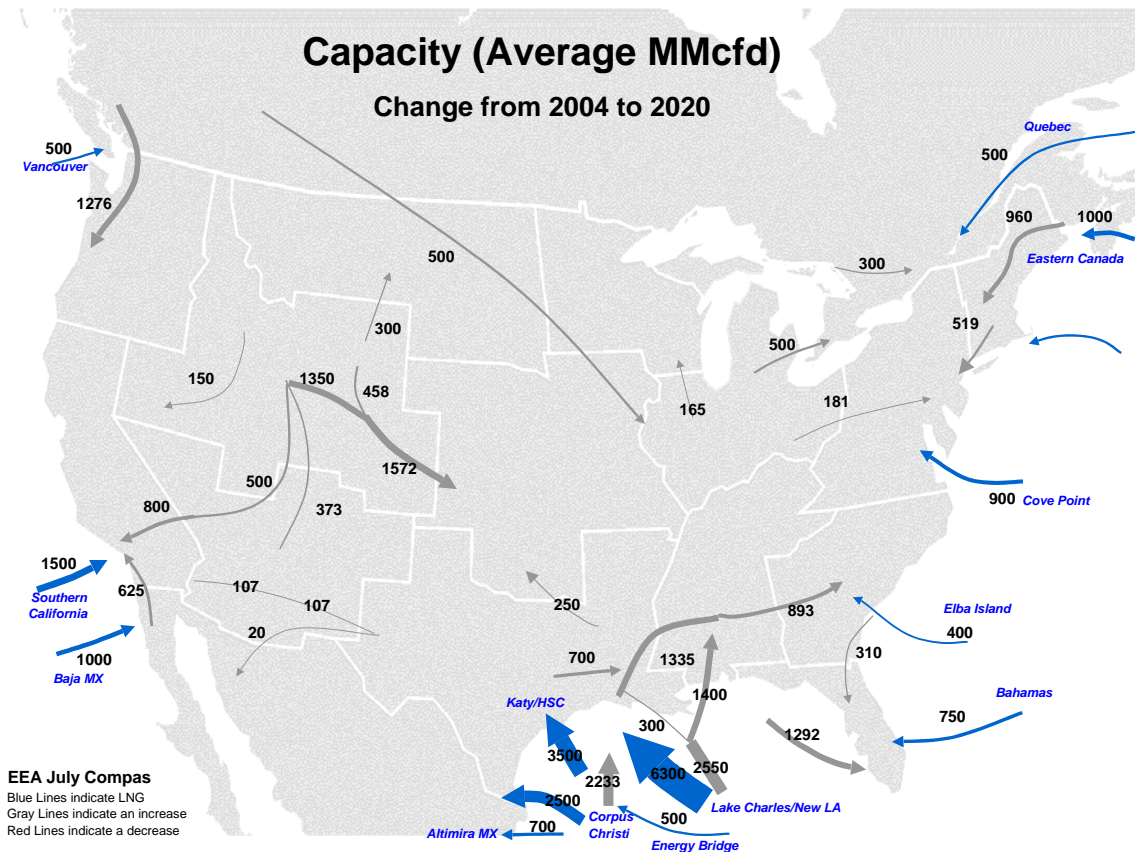 Capacity (Average MMcfd)
Change from 2004 to 2020
Quebec
500
Vancouver
500
1276
960
1000
Eastern Canada
500
300
300
519
500
150
1350
458
165
181
1572
500
800
373
900
Cove Point
1500
Southern
California
625
107
107
250
893
Elba Island
400
20
310
1000
Baja MX
700
1335
1400
Katy/HSC
Bahamas
750
300
1292
3500
6300
2550
2233
EEA July Compas
Blue Lines indicate LNG
Gray Lines indicate an increase
Red Lines indicate a decrease
2500
Lake Charles/New LA
Corpus
Christi
500
Altimira MX
700
Energy Bridge